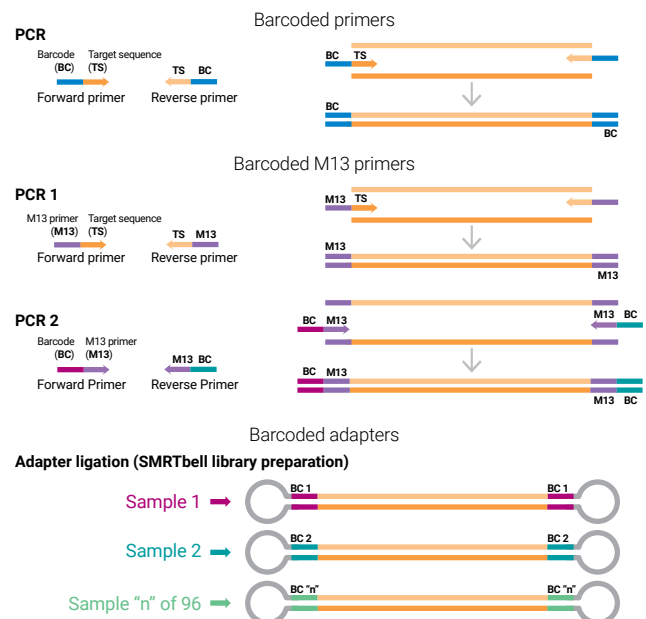 Barcoded primers
PCR
Barcode Target sequence
(BC) (TS)
Forward primer
TS BC
Reverse primer
BC TS
BC
BC
Barcoded M13 primers
PCR 1
M13 primer Target sequence
(M13) (TS)
Forward primer
TS M13
Reverse primer
M13 TS
M13
M13
PCR 2
Barcode M13 primer
(BC) (M13)
Forward Primer
M13 BC
Reverse Primer
BC M13
M13 BC
BC M13
M13 BC
Barcoded adapters
Adapter ligation (SMRTbell library preparation)
Sample 1
BC 1 BC 1
Sample 2
BC 2 BC 2
Sample “n” of 96
BC “n” BC “n”